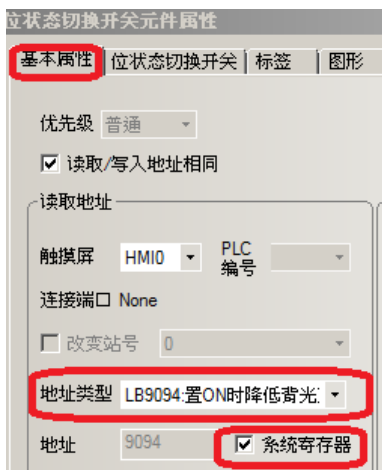 位状态切换开关元件属性
基本属性 位状态切换开关 标签 图形
优先级 普通
读取/写入地址相同
读取地址
触摸屏 HMI0 PLC 编号
连接端口 None
改变站号 0
地址类型 LB9094:置ON时降低背光
地址 9094 系统寄存器